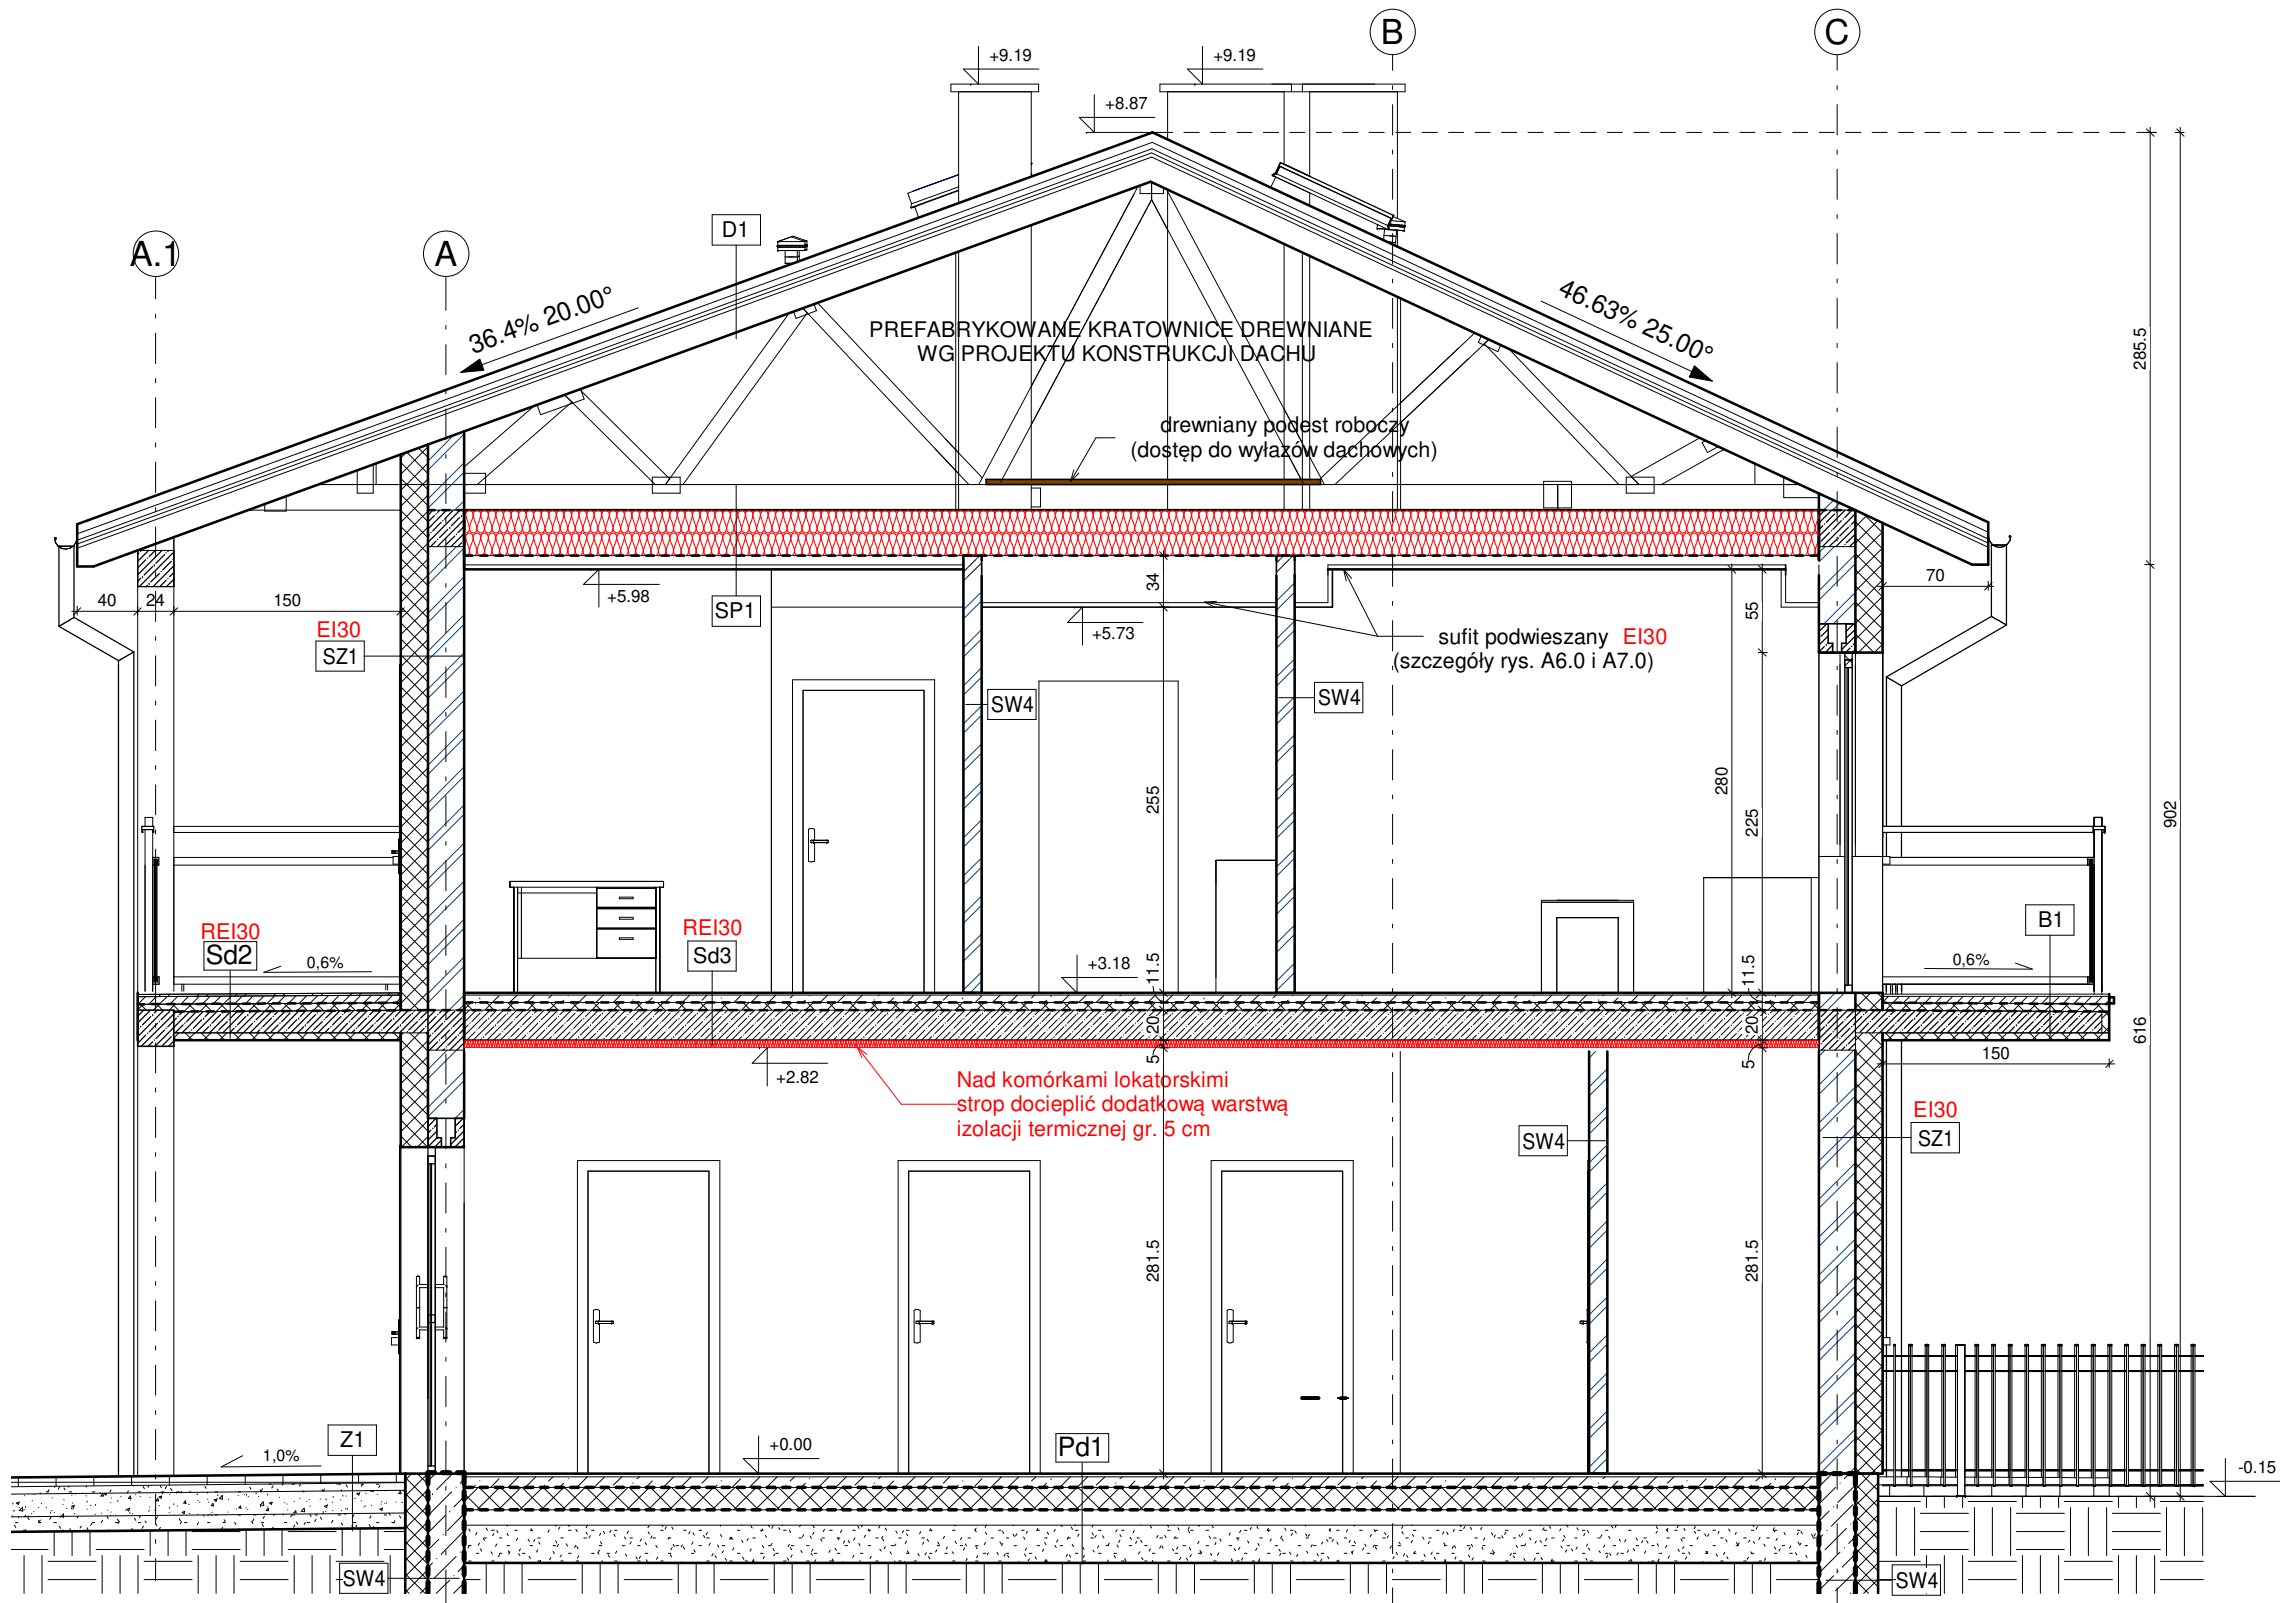 B
C
+9.19
+9.19
+8.87
D1
A.1
A
36.4% 20.00°
46.63% 25.00°
PREFABRYKOWANE KRATOWNICE DREWNIANE
WG PROJEKTU KONSTRUKCJI DACHU
285.5
drewniany podest roboczy
(dostęp do wyłazów dachowych)
40
24
150
+5.98
SP1
34
+5.73
55
70
EI30
SZ1
sufit podwieszany EI30
(szczegóły rys. A6.0 i A7.0)
SW4
SW4
255
280
225
902
REI30
Sd2
0,6%
REI30
Sd3
+3.18
11.5
11.5
B1
0,6%
20
20
616
5
5
+2.82
150
Nad komórkami lokatorskimi
strop docieplić dodatkową warstwą
izolacji termicznej gr. 5 cm
SW4
EI30
SZ1
281.5
281.5
Z1
1,0%
+0.00
Pd1
-0.15
SW4
SW4